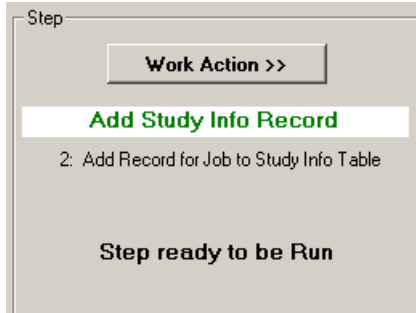 Step
Work Action >>
Add Study Info Record
2: Add Record for Job to Study Info Table
Step ready to be Run